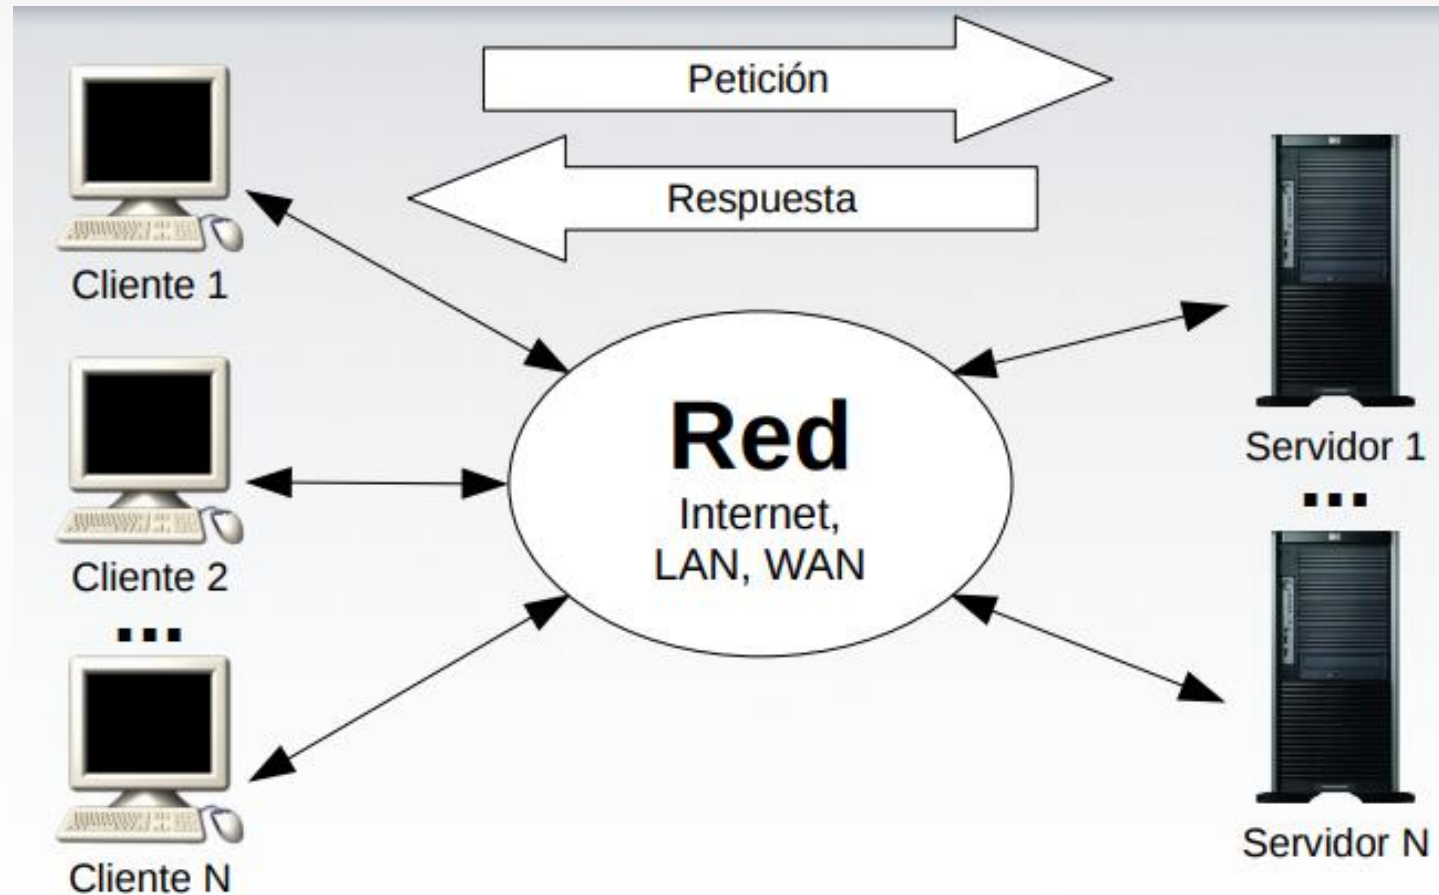 Petición
Respuesta
Cliente 1
Cliente 2
...
Cliente N
Red
Internet,
LAN, WAN
Servidor 1
...
Servidor N